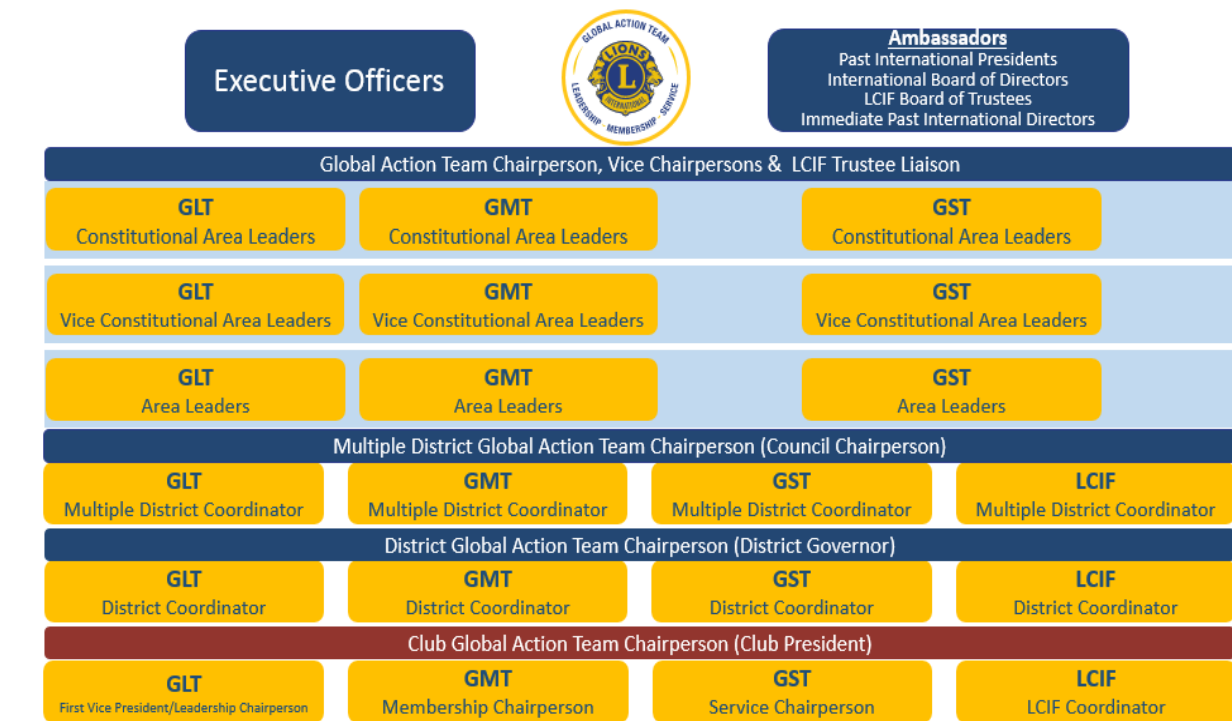 Executive Officers
GLOBAL ACTION TEAM
LIONS
L
INTERNATIONAL
LEADERSHIP · MEMBERSHIP · SERVICE
Ambassadors
Past International Presidents
International Board of Directors
LCIF Board of Trustees
Immediate Past International Directors
Global Action Team Chairperson, Vice Chairpersons & LCIF Trustee Liaison
GLT
Constitutional Area Leaders
GMT
Constitutional Area Leaders
GST
Constitutional Area Leaders
GLT
Vice Constitutional Area Leaders
GMT
Vice Constitutional Area Leaders
GST
Vice Constitutional Area Leaders
GLT
Area Leaders
GMT
Area Leaders
GST
Area Leaders
Multiple District Global Action Team Chairperson (Council Chairperson)
GLT
Multiple District Coordinator
GMT
Multiple District Coordinator
GST
Multiple District Coordinator
LCIF
Multiple District Coordinator
District Global Action Team Chairperson (District Governor)
GLT
District Coordinator
GMT
District Coordinator
GST
District Coordinator
LCIF
District Coordinator
Club Global Action Team Chairperson (Club President)
GLT
First Vice President/Leadership Chairperson
GMT
Membership Chairperson
GST
Service Chairperson
LCIF
LCIF Coordinator